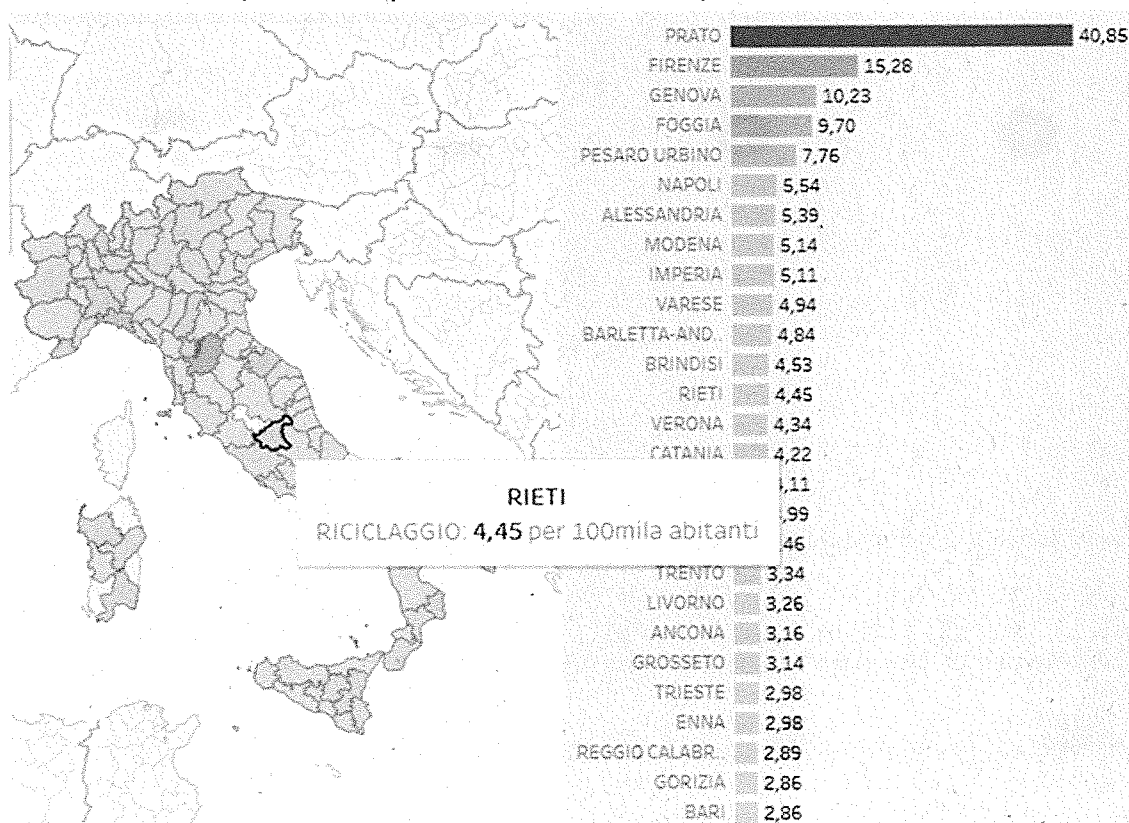 PRATO 40,85
FIRENZE 15,28
GENOVA 10,23
FOGGIA 9,70
PESARO URBINO 7,76
NAPOLI 5,54
ALESSANDRIA 5,39
MODENA 5,14
IMPERIA 5,11
VARESE 4,94
BARLETTA-AND.. 4,84
BRINDISI 4,53
RIETI 4,45
VERONA 4,34
CATANIA 4,22
,11
,99
,46
RIETI
RICICLAGGIO: 4,45 per 100mila abitanti
TRENTO 3,34
LIVORNO 3,26
ANCONA 3,16
GROSSETO 3,14
TRIESTE 2,98
ENNA 2,98
REGGIO CALABR.. 2,89
GORIZIA 2,86
BARI 2,86